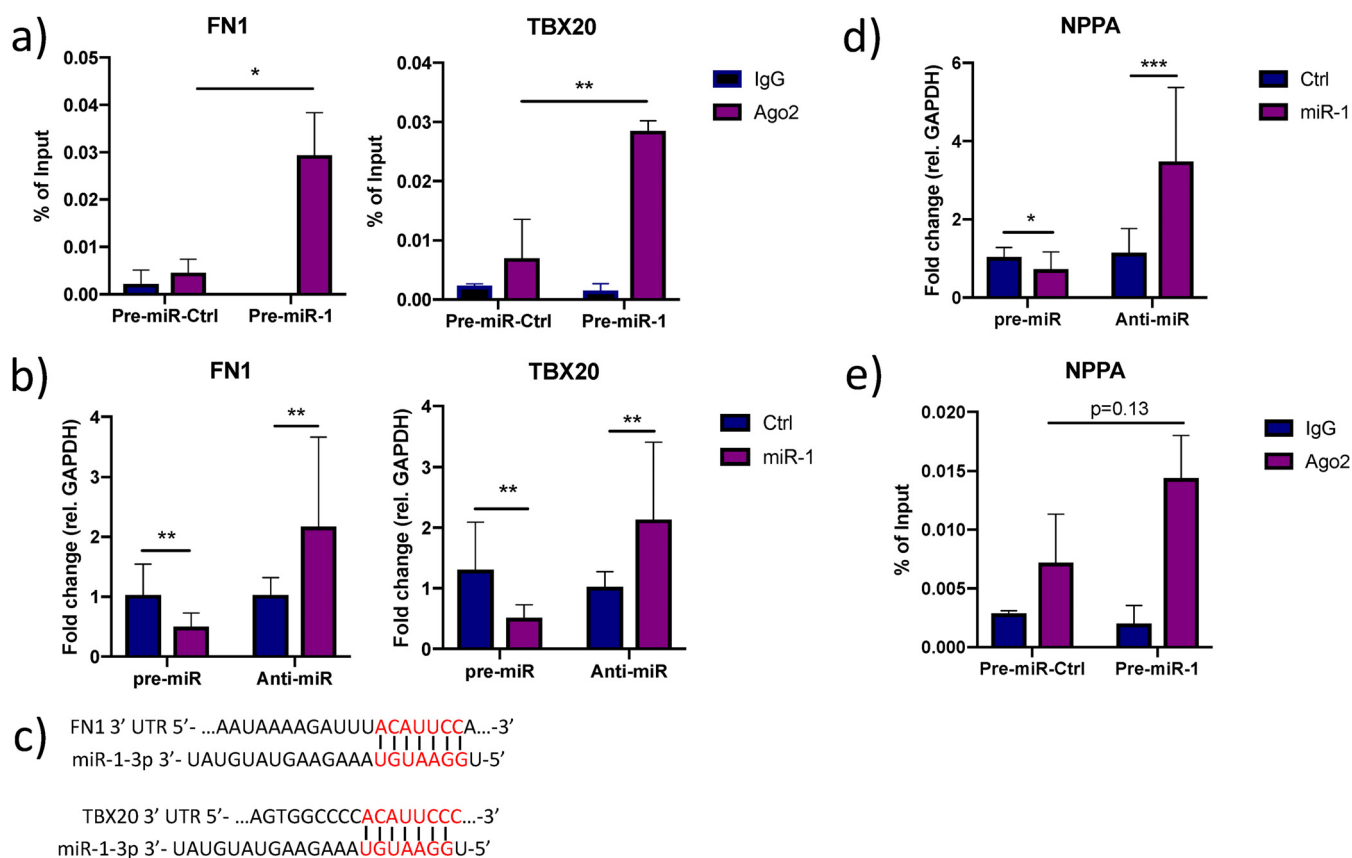 a)
FN1
% of Input
0.05
0.04
0.03
0.02
0.01
0.00
*
Pre-miR-Ctrl Pre-miR-1
TBX20
% of Input
0.04
0.03
0.02
0.01
0.00
**
Pre-miR-Ctrl Pre-miR-1
IgG
Ago2
b)
FN1
Fold change (rel. GAPDH)
4
3
2
1
0
**
**
pre-miR Anti-miR
TBX20
Fold change (rel. GAPDH)
4
3
2
1
0
**
**
pre-miR Anti-miR
Ctrl
miR-1
c)
FN1 3’ UTR 5’- ...AAUAAAAGAUUUACAUUCCA...-3’
miR-1-3p 3’- UAUGUAUGAAGAAAUGUAAGGU-5’
TBX20 3’ UTR 5’- ...AGTGGCCCCACAUUCCC...-3’
miR-1-3p 3’- UAUGUAUGAAGAAAUGUAAGGU-5’
d)
NPPA
Fold change (rel. GAPDH)
6
4
2
0
*
***
pre-miR Anti-miR
Ctrl
miR-1
e)
NPPA
% of Input
0.020
0.015
0.010
0.005
0.000
p=0.13
Pre-miR-Ctrl Pre-miR-1
IgG
Ago2